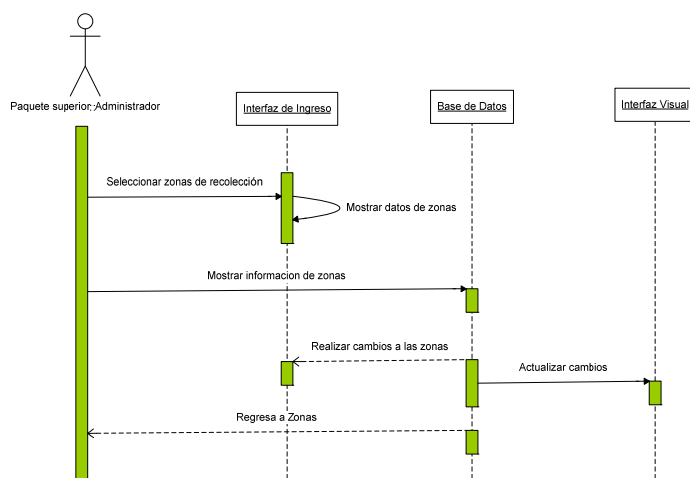 Paquete superior::Administrador
Interfaz de Ingreso
Base de Datos
Interfaz Visual
Seleccionar zonas de recolección
Mostrar datos de zonas
Mostrar informacion de zonas
Realizar cambios a las zonas
Actualizar cambios
Regresa a Zonas